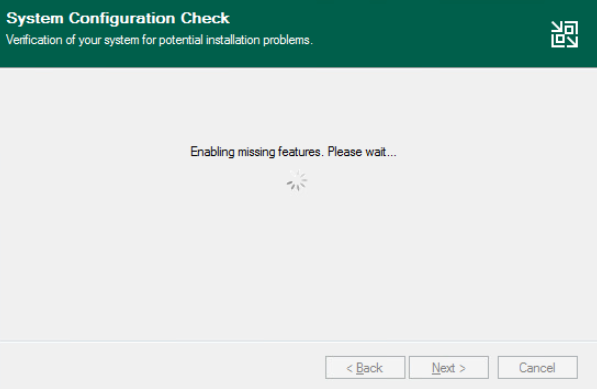 System Configuration Check
Verification of your system for potential installation problems.
Enabling missing features. Please wait...
< Back
Next >
Cancel